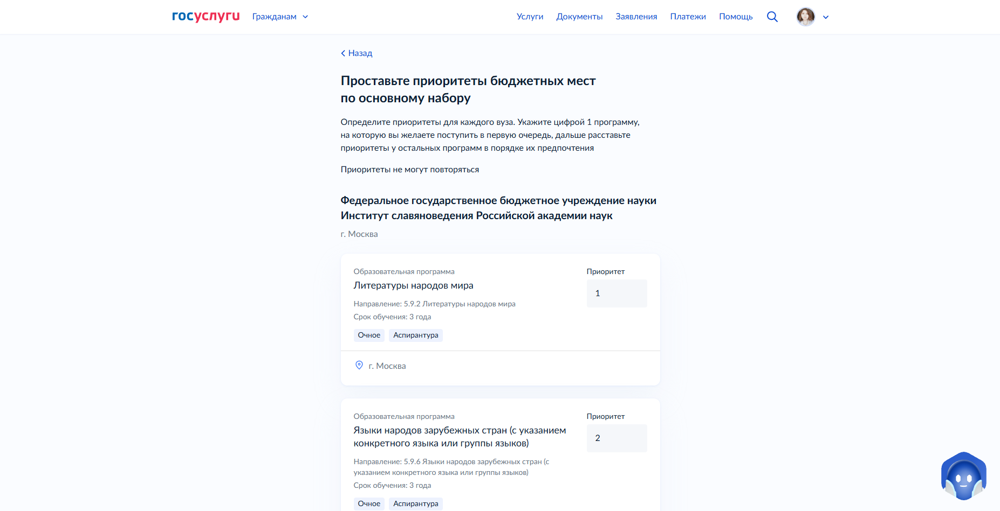 госуслуги
Гражданам
Услуги
Документы
Заявления
Платежи
Помощь
Назад
Проставьте приоритеты бюджетных мест
по основному набору
Определите приоритеты для каждого вуза. Укажите цифрой 1 программу,
на которую вы желаете поступить в первую очередь, дальше расставьте
приоритеты у остальных программ в порядке их предпочтения
Приоритеты не могут повторяться
Федеральное государственное бюджетное учреждение науки
Институт славяноведения Российской академии наук
г. Москва
Образовательная программа
Литературы народов мира
Направление: 5.9.2 Литературы народов мира
Срок обучения: 3 года
Очное
Аспирантура
Приоритет
1
г. Москва
Образовательная программа
Языки народов зарубежных стран (с указанием
конкретного языка или группы языков)
Направление: 5.9.6 Языки народов зарубежных стран (с
указанием конкретного языка или группы языков)
Срок обучения: 3 года
Очное
Аспирантура
Приоритет
2